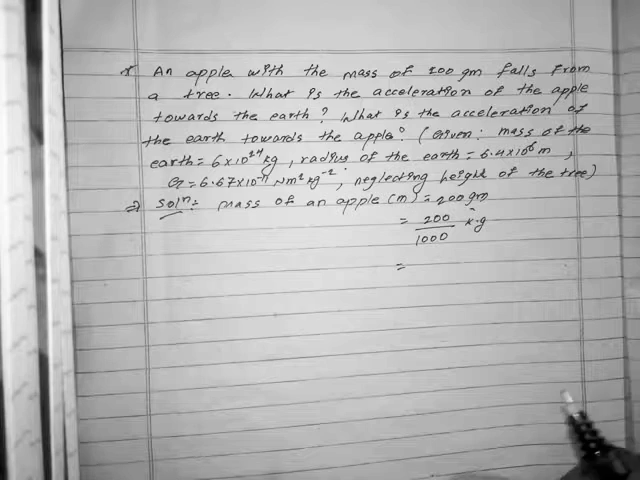 * An apple with the mass of 200 gm falls from
a tree. What is the acceleration of the apple
towards the earth? What is the acceleration of
the earth towards the apple? (Given: mass of the
earth = 6×10²⁴ kg, radius of the earth = 6.4×10⁶ m,
G = 6.67×10⁻¹¹ Nm² kg⁻², neglecting height of the tree)
⇒ Solⁿ: mass of an apple (m) = 200 gm
= 200/1000 kg
=